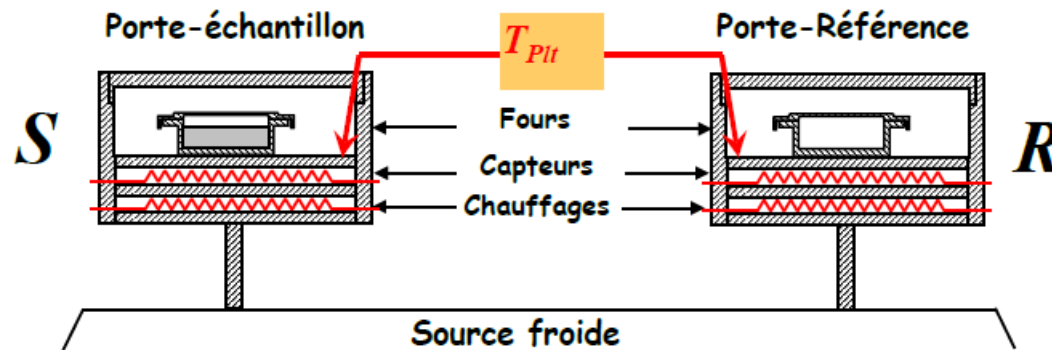 Porte-échantillon
Porte-Référence
T_Plt
S
Fours
Capteurs
Chauffages
R
Source froide